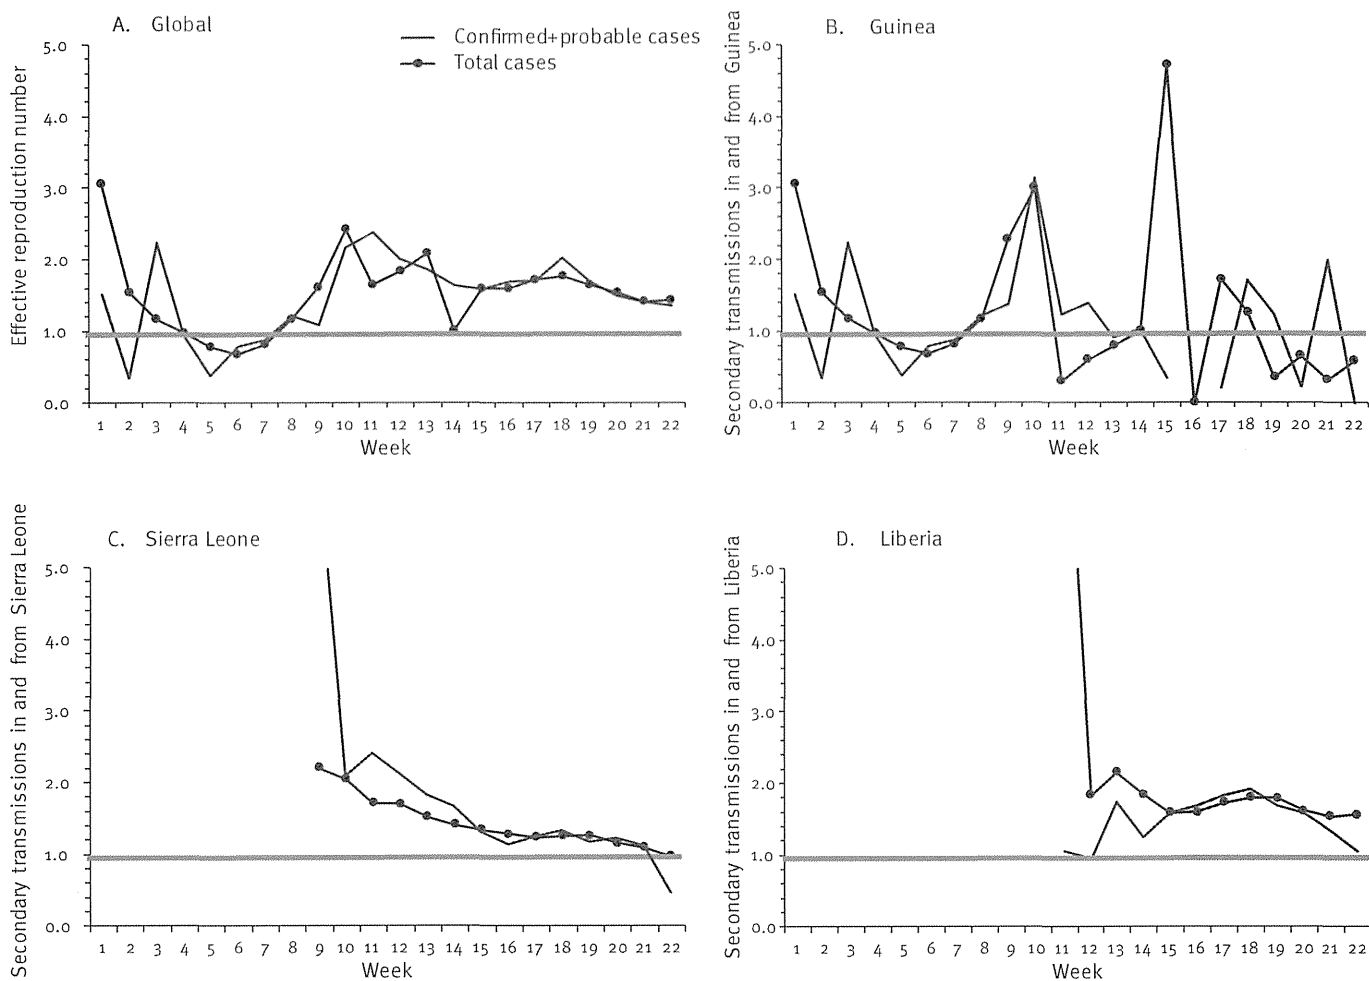 A. Global
Confirmed+probable cases
Total cases
Effective reproduction number
5.0
4.0
3.0
2.0
1.0
0.0
1 2 3 4 5 6 7 8 9 10 11 12 13 14 15 16 17 18 19 20 21 22
Week
B. Guinea
Secondary transmissions in and from Guinea
5.0
4.0
3.0
2.0
1.0
0.0
1 2 3 4 5 6 7 8 9 10 11 12 13 14 15 16 17 18 19 20 21 22
Week
C. Sierra Leone
Secondary transmissions in and from Sierra Leone
5.0
4.0
3.0
2.0
1.0
0.0
1 2 3 4 5 6 7 8 9 10 11 12 13 14 15 16 17 18 19 20 21 22
Week
D. Liberia
Secondary transmissions in and from Liberia
5.0
4.0
3.0
2.0
1.0
0.0
1 2 3 4 5 6 7 8 9 10 11 12 13 14 15 16 17 18 19 20 21 22
Week